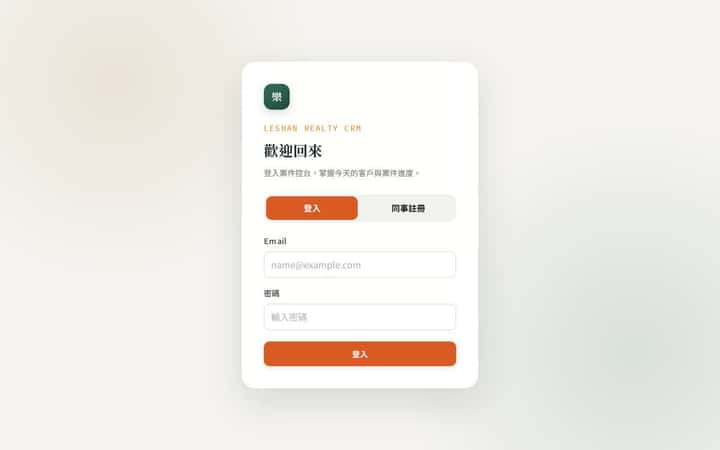 樂
LESHAN REALTY CRM
歡迎回來
登入案件控台，掌握今天的客戶與案件進度。
登入
同事註冊
Email
name@example.com
密碼
輸入密碼
登入